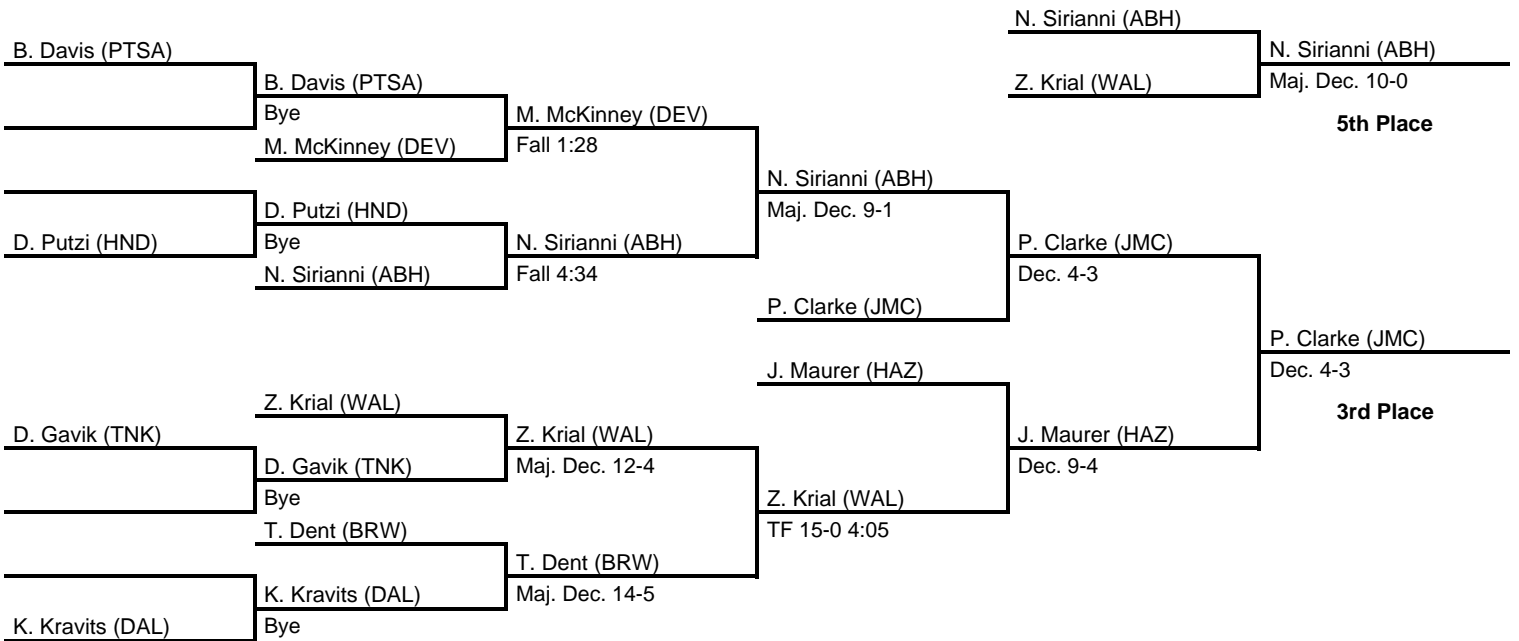 B. Davis (PTSA)
B. Davis (PTSA)
Bye
M. McKinney (DEV)
M. McKinney (DEV)
Fall 1:28
D. Putzi (HND)
D. Putzi (HND)
Bye
N. Sirianni (ABH)
N. Sirianni (ABH)
Fall 4:34
N. Sirianni (ABH)
Maj. Dec. 9-1
P. Clarke (JMC)
P. Clarke (JMC)
Dec. 4-3
Z. Krial (WAL)
D. Gavik (TNK)
D. Gavik (TNK)
Bye
Z. Krial (WAL)
Maj. Dec. 12-4
T. Dent (BRW)
K. Kravits (DAL)
K. Kravits (DAL)
Bye
T. Dent (BRW)
Maj. Dec. 14-5
J. Maurer (HAZ)
Z. Krial (WAL)
TF 15-0 4:05
J. Maurer (HAZ)
Dec. 9-4
P. Clarke (JMC)
Dec. 4-3
3rd Place
N. Sirianni (ABH)
Z. Krial (WAL)
N. Sirianni (ABH)
Maj. Dec. 10-0
5th Place